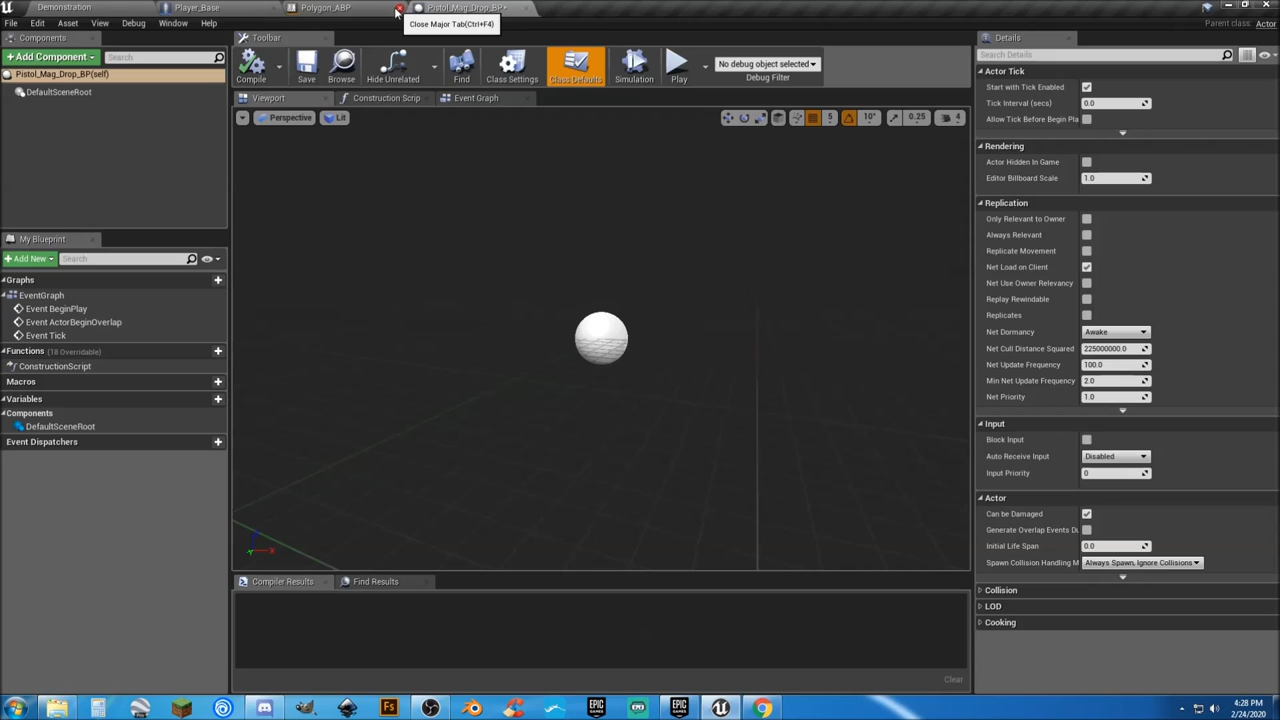 Demonstration
Player_Base
Polygon_ABP
Pistol_Mag_Drop_BP*
Close Major Tab(Ctrl+F4)
File Edit Asset View Debug Window Help
Parent class: Actor
Components
Toolbar
Details
+Add Component
Search
Pistol_Mag_Drop_BP(self)
DefaultSceneRoot
Compile
Save
Browse
Hide Unrelated
Find
Class Settings
Class Defaults
Simulation
Play
No debug object selected
Debug Filter
Viewport
Construction Scrip
Event Graph
Perspective
Lit
5
10°
0.25
4
My Blueprint
+Add New
Search
Graphs
EventGraph
Event BeginPlay
Event ActorBeginOverlap
Event Tick
Functions (18 Overridable)
ConstructionScript
Macros
Variables
Components
DefaultSceneRoot
Event Dispatchers
Compiler Results
Find Results
Clear
Search Details
Actor Tick
Start with Tick Enabled
Tick Interval (secs) 0.0
Allow Tick Before Begin Pla
Rendering
Actor Hidden In Game
Editor Billboard Scale 1.0
Replication
Only Relevant to Owner
Always Relevant
Replicate Movement
Net Load on Client
Net Use Owner Relevancy
Replay Rewindable
Replicates
Net Dormancy Awake
Net Cull Distance Squared 225000000.0
Net Update Frequency 100.0
Min Net Update Frequency 2.0
Net Priority 1.0
Input
Block Input
Auto Receive Input Disabled
Input Priority 0
Actor
Can be Damaged
Generate Overlap Events Du
Initial Life Span 0.0
Spawn Collision Handling M Always Spawn, Ignore Collisions
Collision
LOD
Cooking
Fs
EPIC GAMES
EPIC GAMES
4:28 PM
2/24/2020